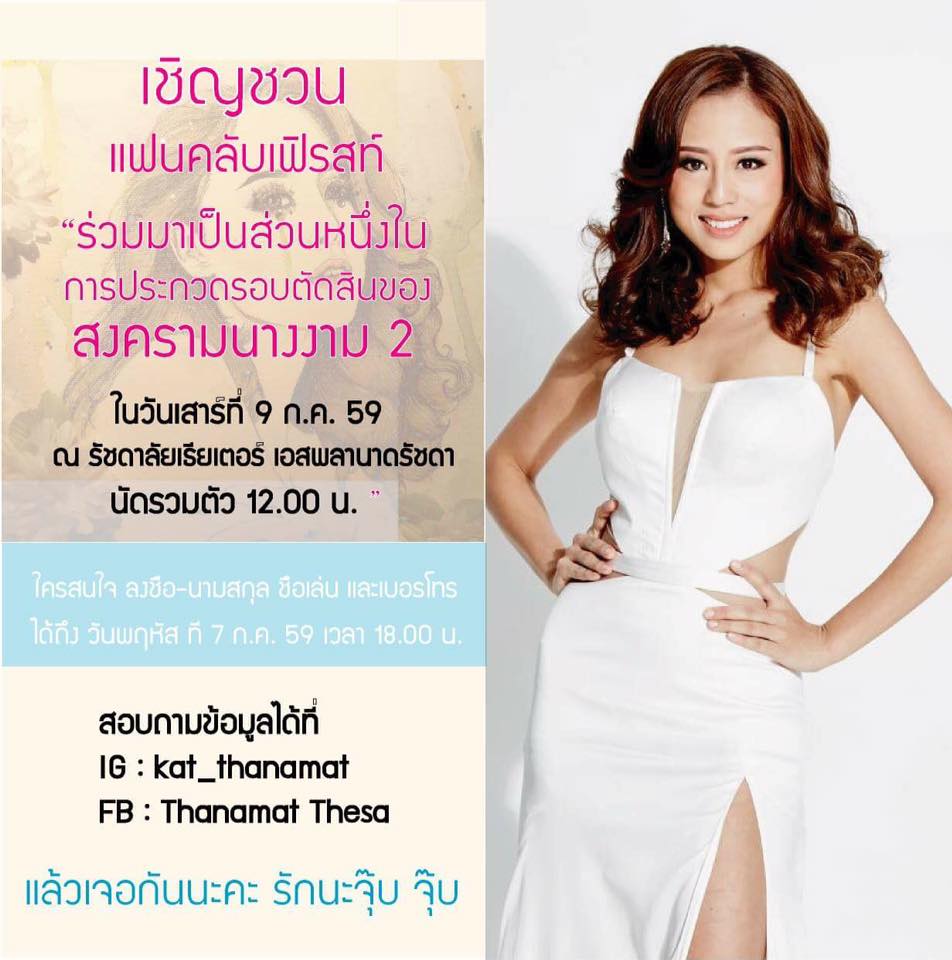 เชิญชวน
แฟนคลับเฟิรสท์
“ร่วมมาเป็นส่วนหนึ่งใน
การประกวดรอบตัดสินของ
สงครามนางงาม 2
ในวันเสาร์ที่ 9 ก.ค. 59
ณ รัชดาลัยเธียเตอร์ เอสพลานาดรัชดา
นัดรวมตัว 12.00 น. ”
ใครสนใจ ลงชือ-นามสกุล ชือเล่น และเบอรโทร
ได้ถึง วันพฤหัส ที 7 ก.ค. 59 เวลา 18.00 น.
สอบถามข้อมูลได้ที่
IG : kat_thanamat
FB : Thanamat Thesa
แล้วเจอกันนะคะ รักนะจุ๊บ จุ๊บ